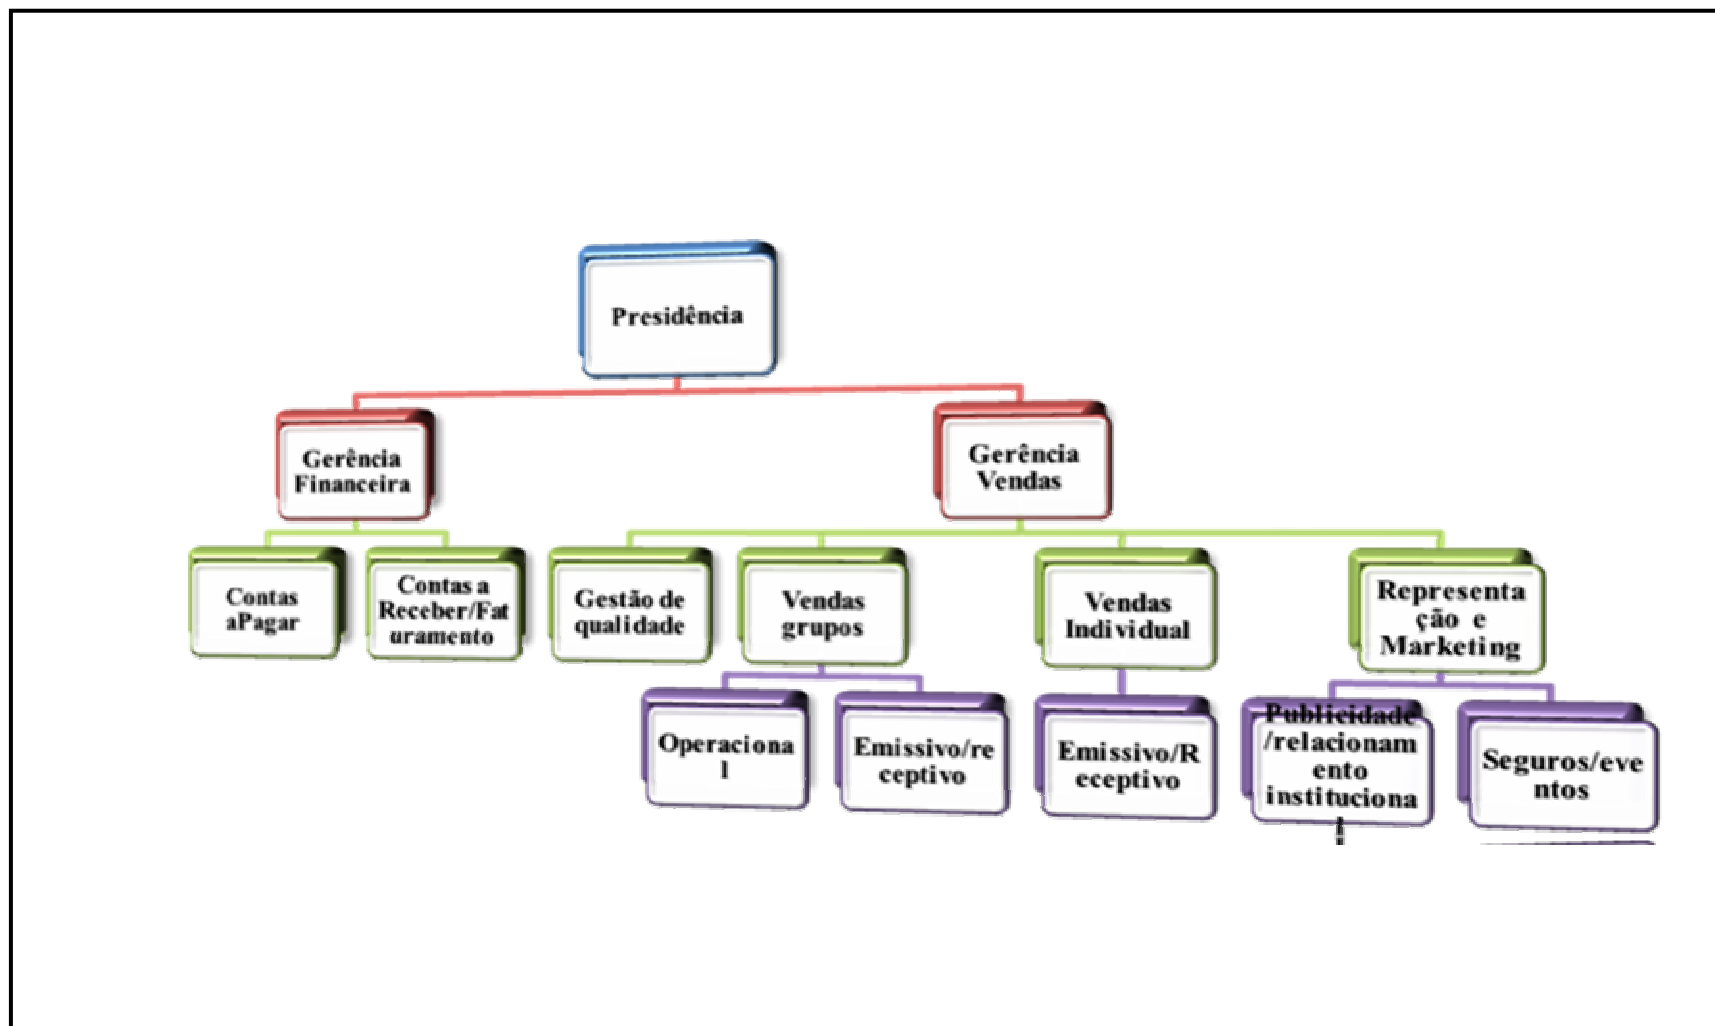 Presidência
Gerência
Financeira
Gerência
Vendas
Contas
aPagar
Contas a
Receber/Fat
uramento
Gestão de
qualidade
Vendas
grupos
Vendas
Individual
Representa
ção e
Marketing
Operaciona
l
Emissivo/re
ceptivo
Emissivo/R
eceptivo
Publicidade
/relacionam
ento
instituciona
l
Seguros/eve
ntos